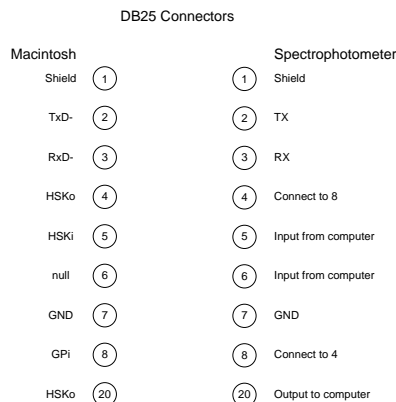 DB25 Connectors
Macintosh Spectrophotometer
Shield 1 1 Shield
TxD- 2 2 TX
RxD- 3 3 RX
HSKo 4 4 Connect to 8
HSKi 5 5 Input from computer
null 6 6 Input from computer
GND 7 7 GND
GPi 8 8 Connect to 4
HSKo 20 20 Output to computer